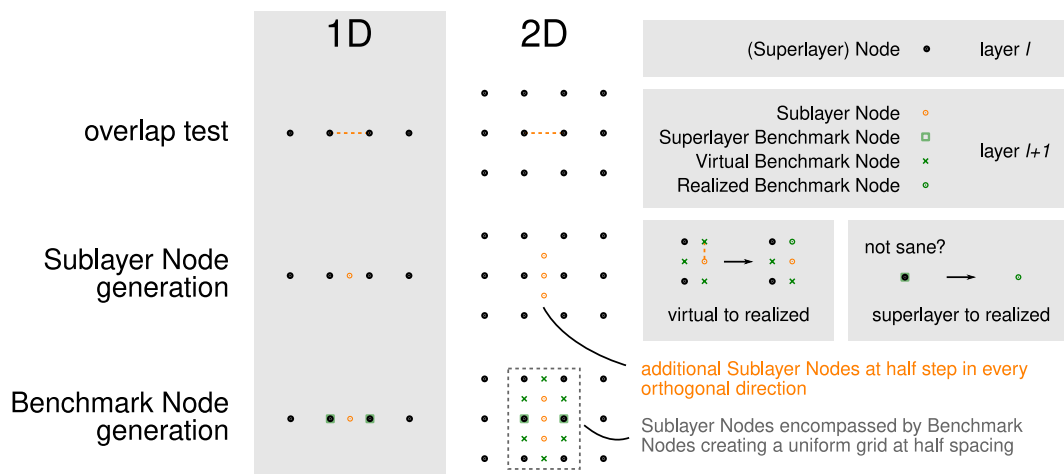 1D
2D
(Superlayer) Node
layer l
overlap test
Sublayer Node
Superlayer Benchmark Node
Virtual Benchmark Node
Realized Benchmark Node
layer l+1
Sublayer Node
generation
virtual to realized
not sane?
superlayer to realized
additional Sublayer Nodes at half step in every
orthogonal direction
Benchmark Node
generation
Sublayer Nodes encompassed by Benchmark
Nodes creating a uniform grid at half spacing